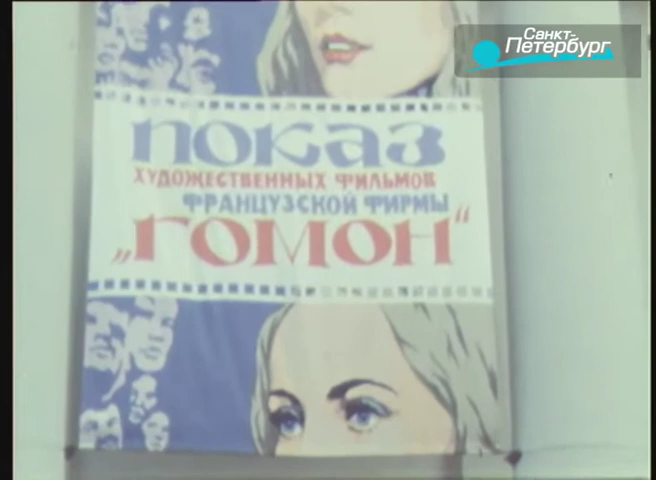 Санкт-
Петербург
показ
художественных фильмов
французской фирмы
„гомон“